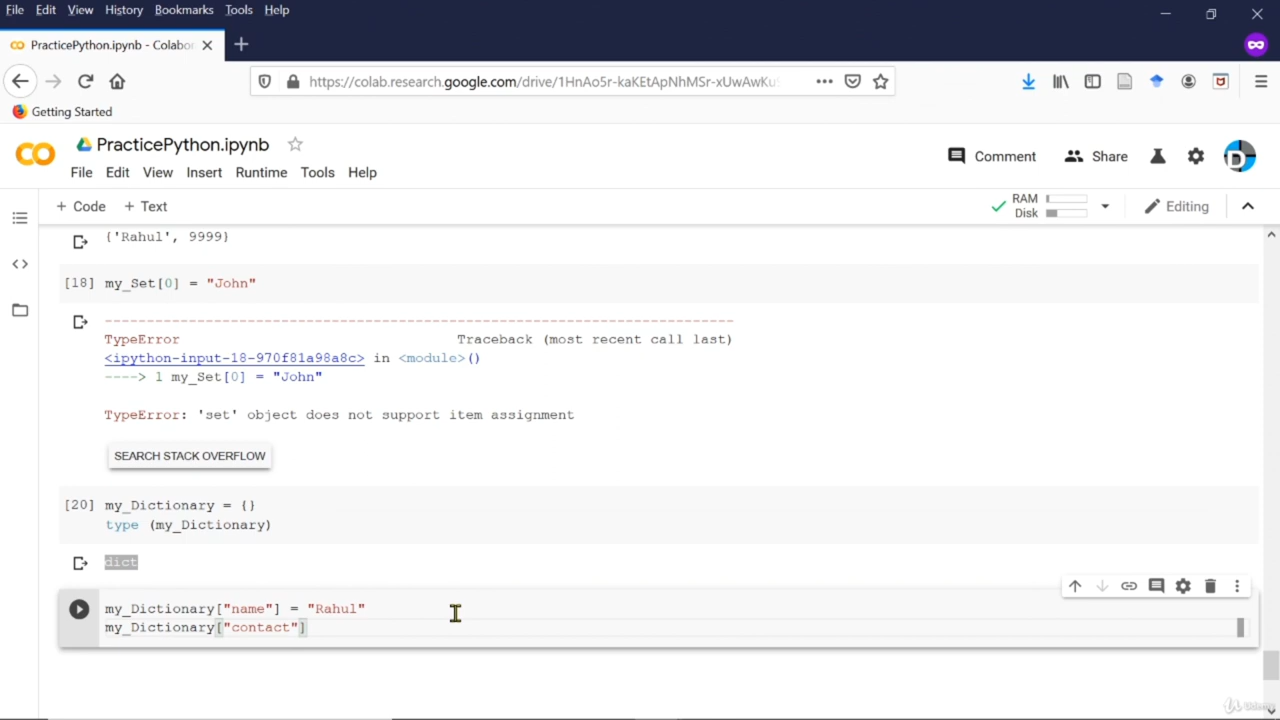 File Edit View History Bookmarks Tools Help
PracticePython.ipynb - Colabor
https://colab.research.google.com/drive/1HnAo5r-kaKEtApNhMSr-xUwAwKu
Getting Started
PracticePython.ipynb
File Edit View Insert Runtime Tools Help
Comment Share
+ Code + Text
RAM
Disk
Editing
{'Rahul', 9999}
[18] my_Set[0] = "John"
---------------------------------------------------------------------------
TypeError Traceback (most recent call last)
<ipython-input-18-970f81a98a8c> in <module>()
----> 1 my_Set[0] = "John"
TypeError: 'set' object does not support item assignment
SEARCH STACK OVERFLOW
[20] my_Dictionary = {}
type (my_Dictionary)
dict
my_Dictionary["name"] = "Rahul"
my_Dictionary["contact"]
Udemy